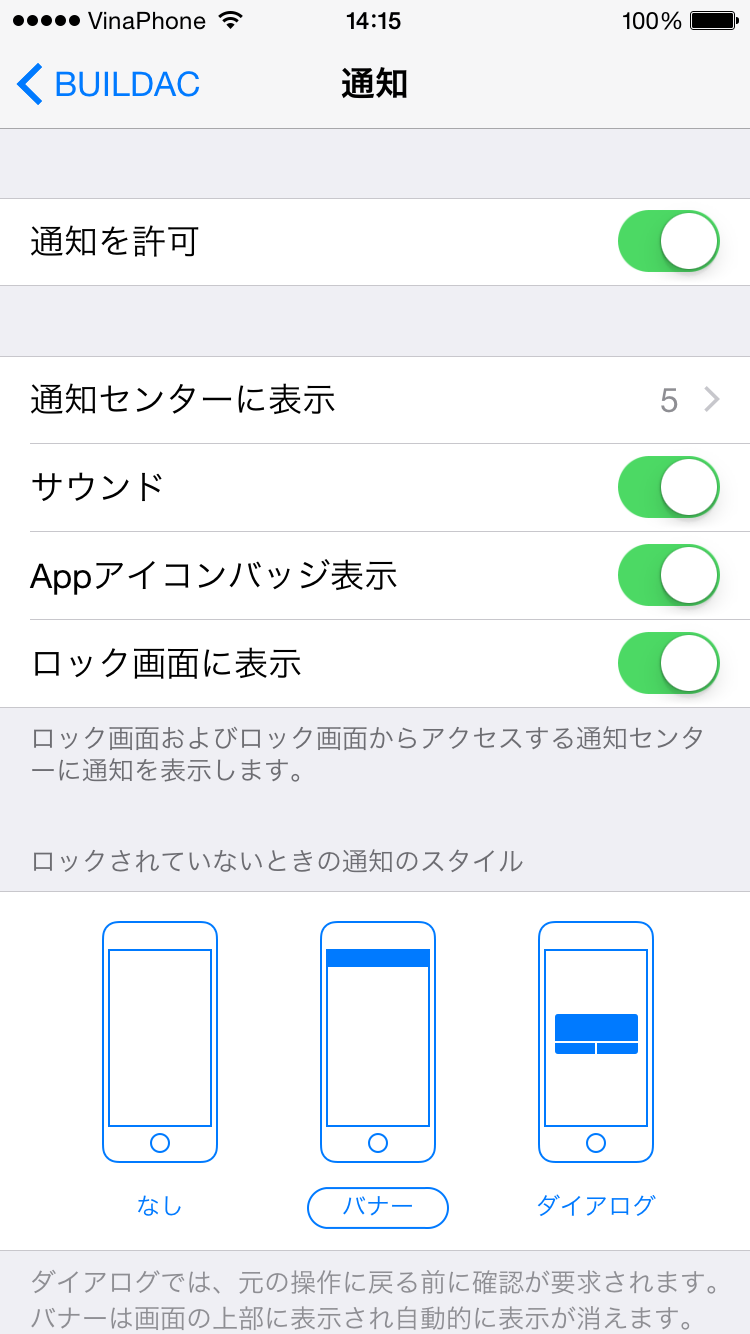 VinaPhone 14:15 100%
BUILDAC 通知
通知を許可
通知センターに表示 5
サウンド
Appアイコンバッジ表示
ロック画面に表示
ロック画面およびロック画面からアクセスする通知センタ
ーに通知を表示します。
ロックされていないときの通知のスタイル
なし バナー ダイアログ
ダイアログでは、元の操作に戻る前に確認が要求されます。
バナーは画面の上部に表示され自動的に表示が消えます。